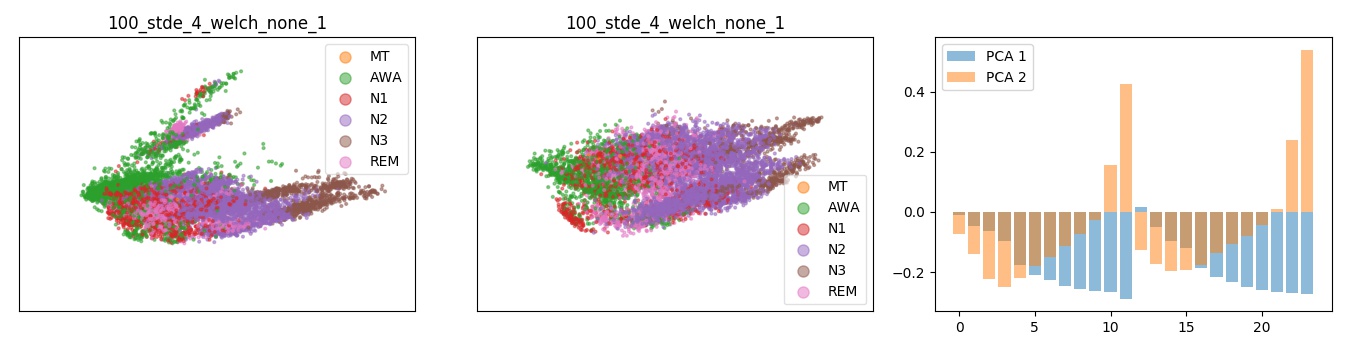 100_stde_4_welch_none_1
MT
AWA
N1
N2
N3
REM
100_stde_4_welch_none_1
MT
AWA
N1
N2
N3
REM
PCA 1
PCA 2
0.4
0.2
0.0
−0.2
0
5
10
15
20